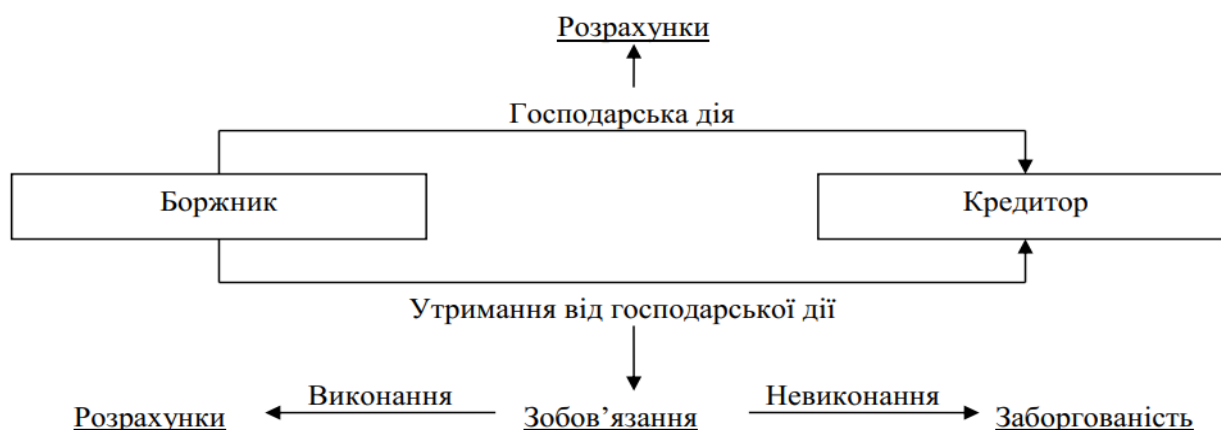 Розрахунки
Господарська дія
Боржник
Кредитор
Утримання від господарської дії
Виконання
Невиконання
Розрахунки
Зобов’язання
Заборгованість